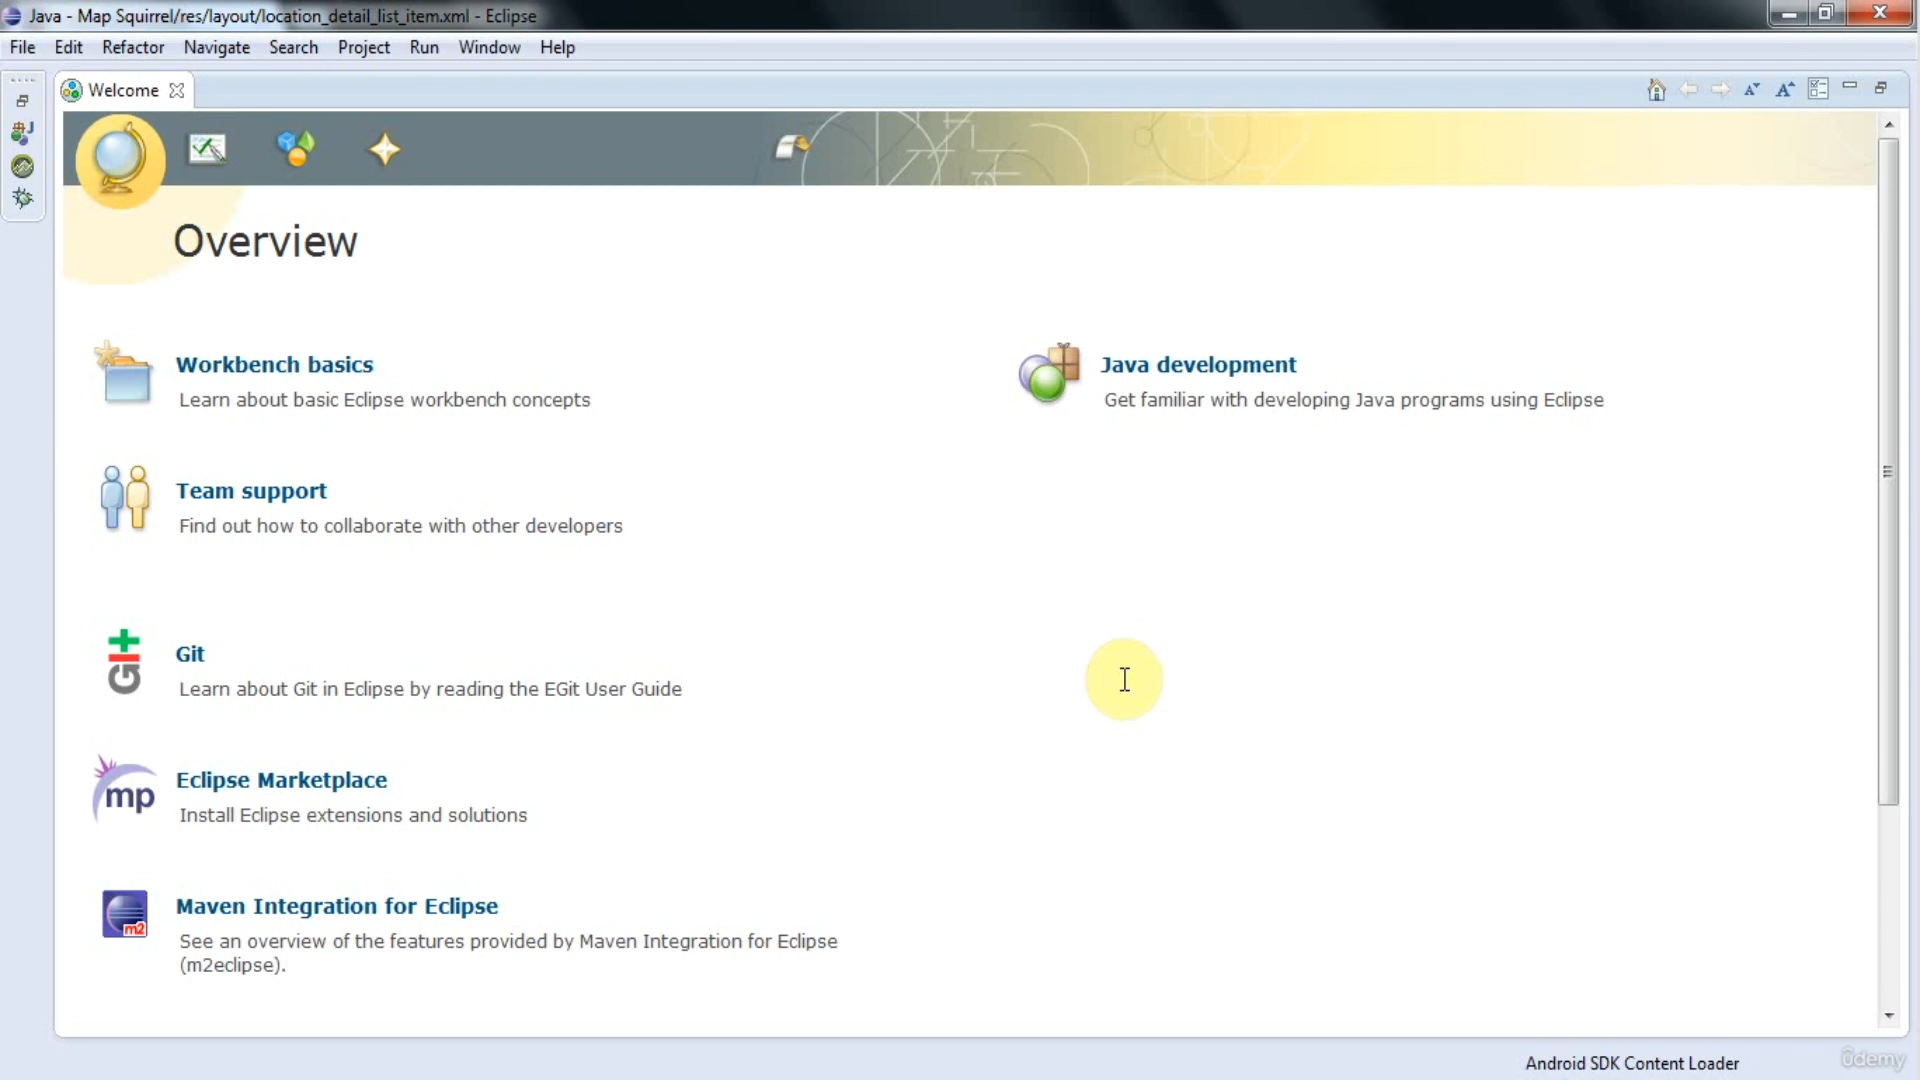 Java - Map Squirrel/res/layout/location_detail_list_item.xml - Eclipse
File Edit Refactor Navigate Search Project Run Window Help
Welcome
Overview
Workbench basics
Learn about basic Eclipse workbench concepts
Java development
Get familiar with developing Java programs using Eclipse
Team support
Find out how to collaborate with other developers
Git
Git
Learn about Git in Eclipse by reading the EGit User Guide
mp
Eclipse Marketplace
Install Eclipse extensions and solutions
m2
Maven Integration for Eclipse
See an overview of the features provided by Maven Integration for Eclipse
(m2eclipse).
Android SDK Content Loader
ûdemy